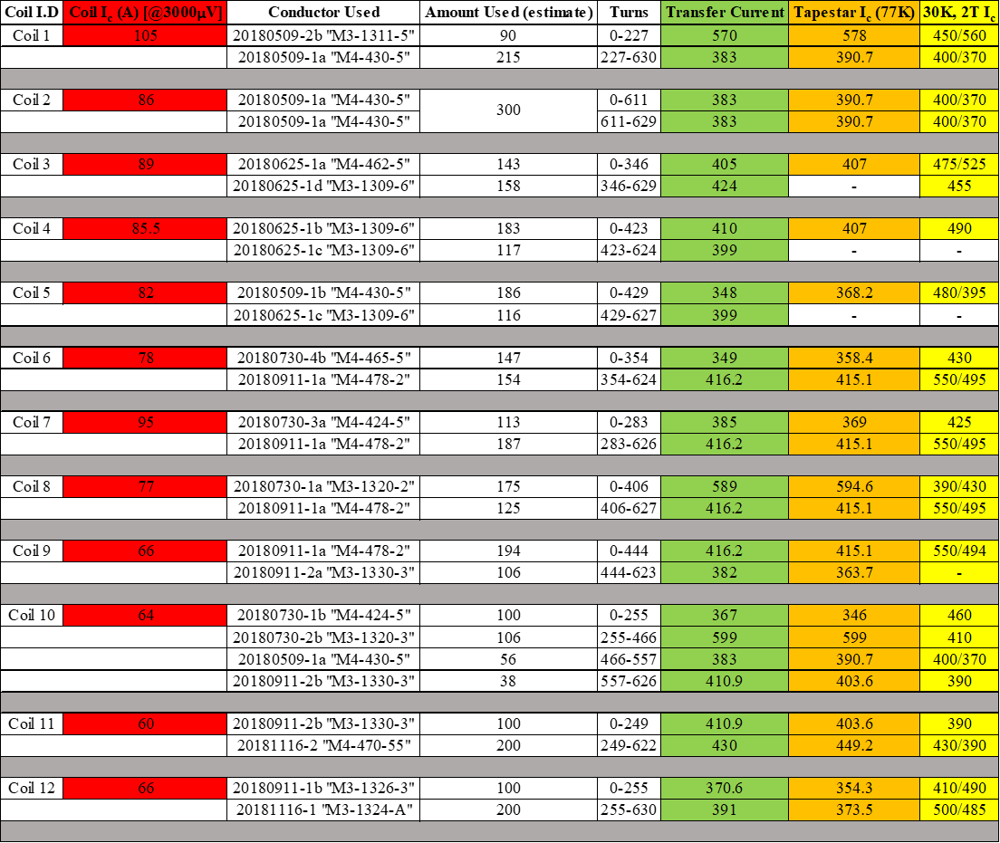 Coil I.D Coil Ic (A) [@3000µV] Conductor Used Amount Used (estimate) Turns Transfer Current Tapestar Ic (77K) 30K, 2T Ic
Coil 1 105 20180509-2b "M3-1311-5" 90 0-227 570 578 450/560
20180509-1a "M4-430-5" 215 227-630 383 390.7 400/370
Coil 2 86 20180509-1a "M4-430-5" 300 0-611 383 390.7 400/370
20180509-1a "M4-430-5" 611-629 383 390.7 400/370
Coil 3 89 20180625-1a "M4-462-5" 143 0-346 405 407 475/525
20180625-1d "M3-1309-6" 158 346-629 424 - 455
Coil 4 85.5 20180625-1b "M3-1309-6" 183 0-423 410 407 490
20180625-1c "M3-1309-6" 117 423-624 399 - -
Coil 5 82 20180509-1b "M4-430-5" 186 0-429 348 368.2 480/395
20180625-1c "M3-1309-6" 116 429-627 399 - -
Coil 6 78 20180730-4b "M4-465-5" 147 0-354 349 358.4 430
20180911-1a "M4-478-2" 154 354-624 416.2 415.1 550/495
Coil 7 95 20180730-3a "M4-424-5" 113 0-283 385 369 425
20180911-1a "M4-478-2" 187 283-626 416.2 415.1 550/495
Coil 8 77 20180730-1a "M3-1320-2" 175 0-406 589 594.6 390/430
20180911-1a "M4-478-2" 125 406-627 416.2 415.1 550/495
Coil 9 66 20180911-1a "M4-478-2" 194 0-444 416.2 415.1 550/494
20180911-2a "M3-1330-3" 106 444-623 382 363.7 -
Coil 10 64 20180730-1b "M4-424-5" 100 0-255 367 346 460
20180730-2b "M3-1320-3" 106 255-466 599 599 410
20180509-1a "M4-430-5" 56 466-557 383 390.7 400/370
20180911-2b "M3-1330-3" 38 557-626 410.9 403.6 390
Coil 11 60 20180911-2b "M3-1330-3" 100 0-249 410.9 403.6 390
20181116-2 "M4-470-55" 200 249-622 430 449.2 430/390
Coil 12 66 20180911-1b "M3-1326-3" 100 0-255 370.6 354.3 410/490
20181116-1 "M3-1324-A" 200 255-630 391 373.5 500/485